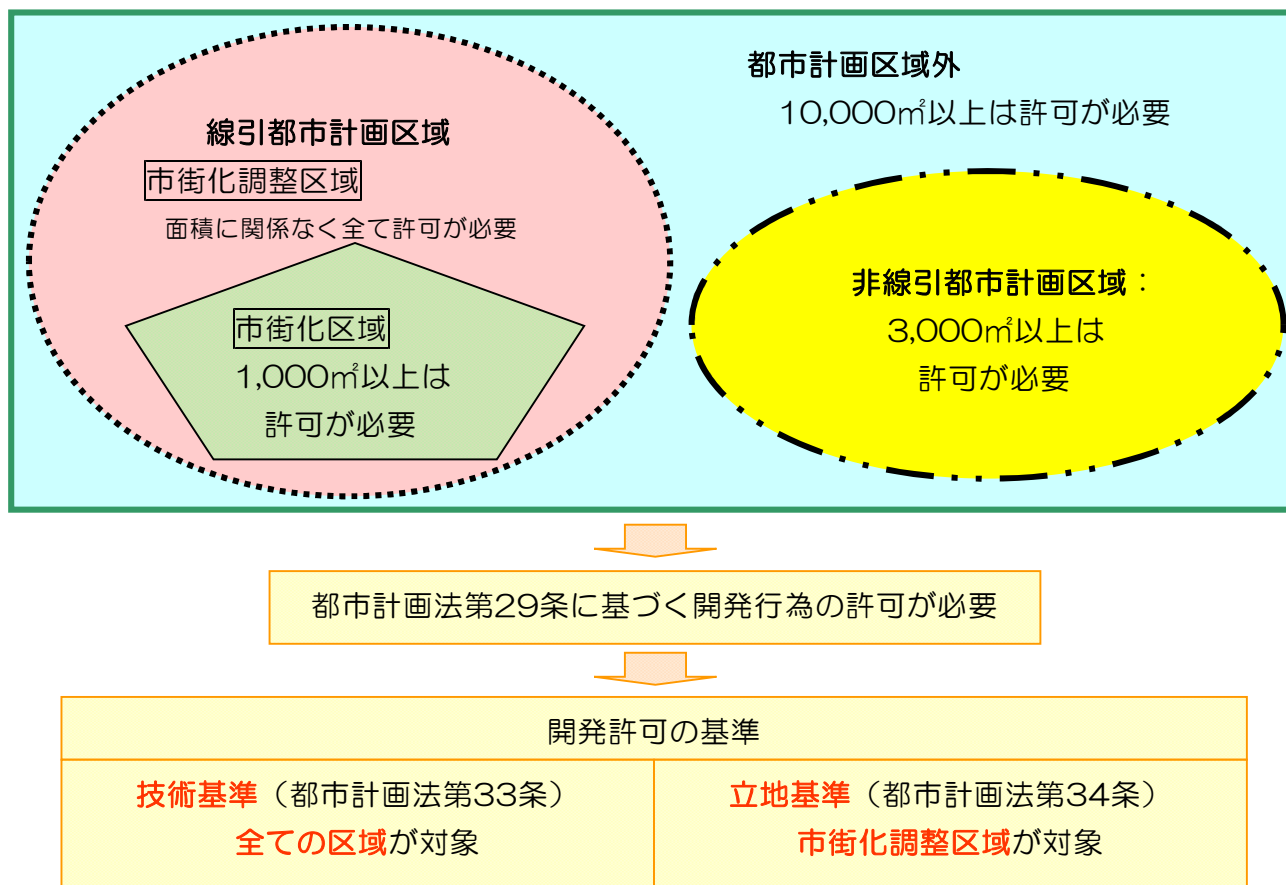 線引都市計画区域
市街化調整区域
面積に関係なく全て許可が必要
市街化区域
1,000㎡以上は
許可が必要
都市計画区域外
10,000㎡以上は許可が必要
非線引都市計画区域：
3,000㎡以上は
許可が必要
都市計画法第29条に基づく開発行為の許可が必要
開発許可の基準
技術基準（都市計画法第33条）
全ての区域が対象
立地基準（都市計画法第34条）
市街化調整区域が対象